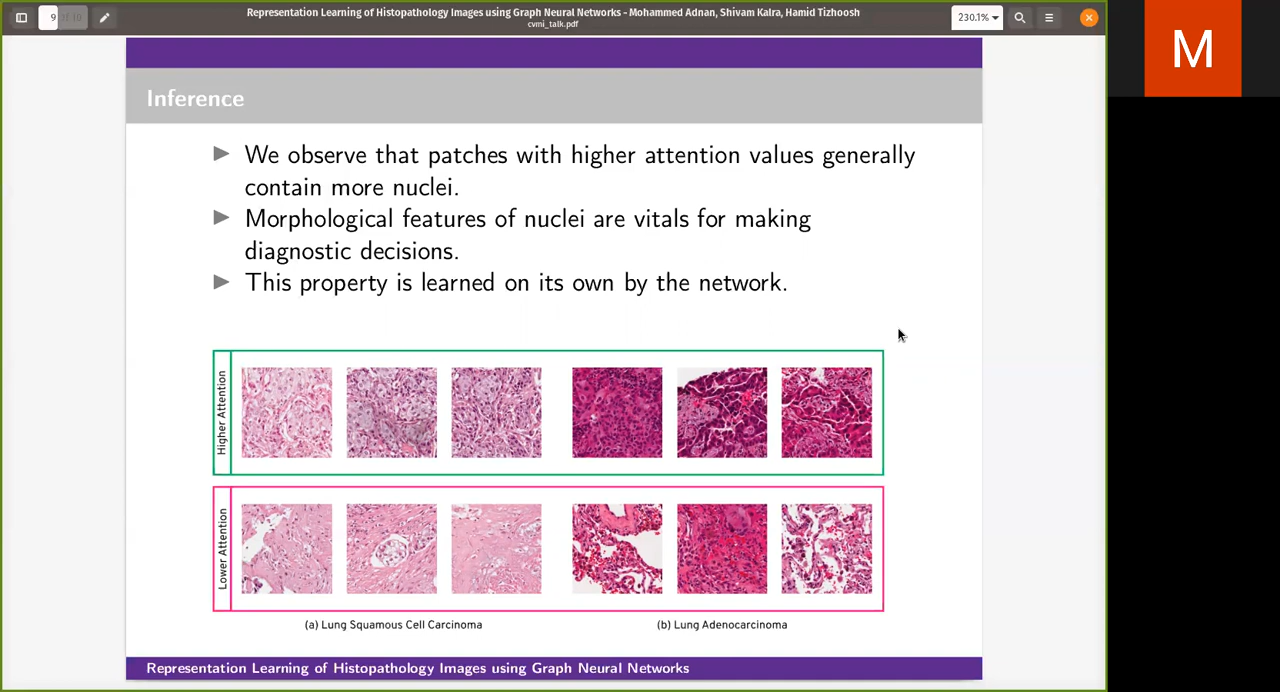 9 of 10
Representation Learning of Histopathology Images using Graph Neural Networks - Mohammed Adnan, Shivam Kalra, Hamid Tizhoosh
cvmi_talk.pdf
230.1%
M
Inference
We observe that patches with higher attention values generally
contain more nuclei.
Morphological features of nuclei are vitals for making
diagnostic decisions.
This property is learned on its own by the network.
Higher Attention
Lower Attention
(a) Lung Squamous Cell Carcinoma
(b) Lung Adenocarcinoma
Representation Learning of Histopathology Images using Graph Neural Networks